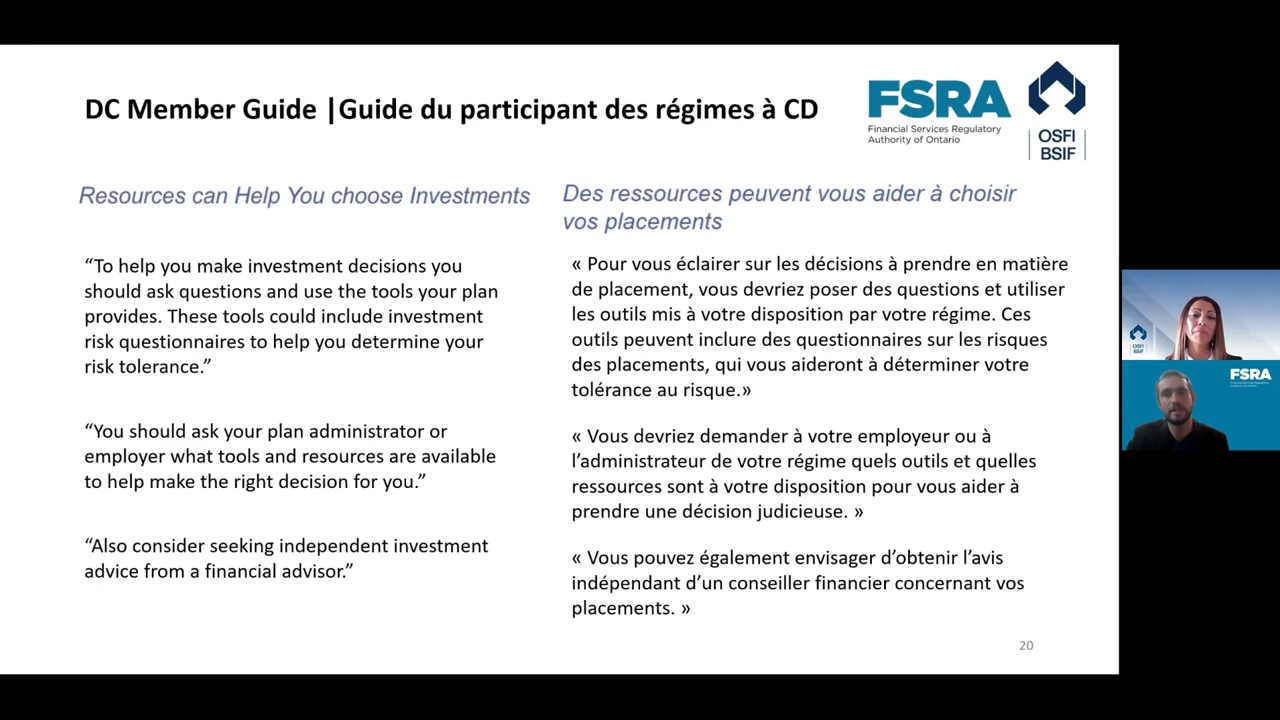 DC Member Guide |Guide du participant des régimes à CD
FSRA
Financial Services Regulatory
Authority of Ontario
OSFI
BSIF
Resources can Help You choose Investments
“To help you make investment decisions you
should ask questions and use the tools your plan
provides. These tools could include investment
risk questionnaires to help you determine your
risk tolerance.”
“You should ask your plan administrator or
employer what tools and resources are available
to help make the right decision for you.”
“Also consider seeking independent investment
advice from a financial advisor.”
Des ressources peuvent vous aider à choisir
vos placements
« Pour vous éclairer sur les décisions à prendre en matière
de placement, vous devriez poser des questions et utiliser
les outils mis à votre disposition par votre régime. Ces
outils peuvent inclure des questionnaires sur les risques
des placements, qui vous aideront à déterminer votre
tolérance au risque.»
« Vous devriez demander à votre employeur ou à
l’administrateur de votre régime quels outils et quelles
ressources sont à votre disposition pour vous aider à
prendre une décision judicieuse. »
« Vous pouvez également envisager d’obtenir l’avis
indépendant d’un conseiller financier concernant vos
placements. »
20
OSFI
BSIF
FSRA